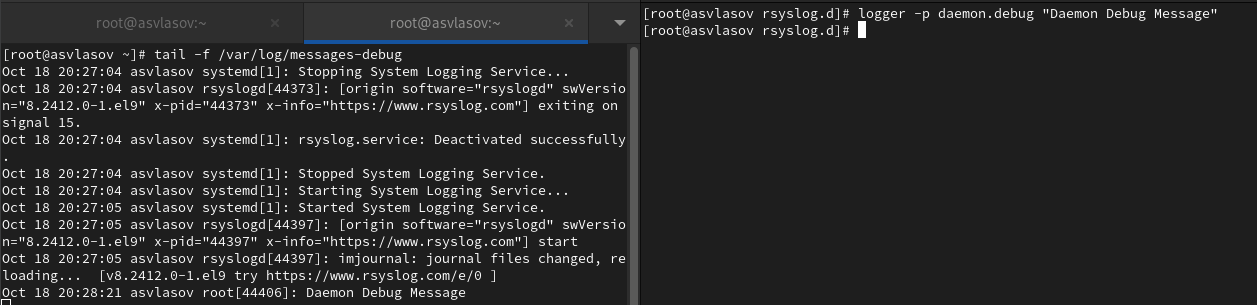 root@asvlasov:~
root@asvlasov:~
[root@asvlasov ~]# tail -f /var/log/messages-debug
Oct 18 20:27:04 asvlasov systemd[1]: Stopping System Logging Service...
Oct 18 20:27:04 asvlasov rsyslogd[44373]: [origin software="rsyslogd" swVersio
n="8.2412.0-1.el9" x-pid="44373" x-info="https://www.rsyslog.com"] exiting on
signal 15.
Oct 18 20:27:04 asvlasov systemd[1]: rsyslog.service: Deactivated successfully
.
Oct 18 20:27:04 asvlasov systemd[1]: Stopped System Logging Service.
Oct 18 20:27:04 asvlasov systemd[1]: Starting System Logging Service...
Oct 18 20:27:05 asvlasov systemd[1]: Started System Logging Service.
Oct 18 20:27:05 asvlasov rsyslogd[44397]: [origin software="rsyslogd" swVersio
n="8.2412.0-1.el9" x-pid="44397" x-info="https://www.rsyslog.com"] start
Oct 18 20:27:05 asvlasov rsyslogd[44397]: imjournal: journal files changed, re
loading...  [v8.2412.0-1.el9 try https://www.rsyslog.com/e/0 ]
Oct 18 20:28:21 asvlasov root[44406]: Daemon Debug Message
[root@asvlasov rsyslog.d]# logger -p daemon.debug "Daemon Debug Message"
[root@asvlasov rsyslog.d]#